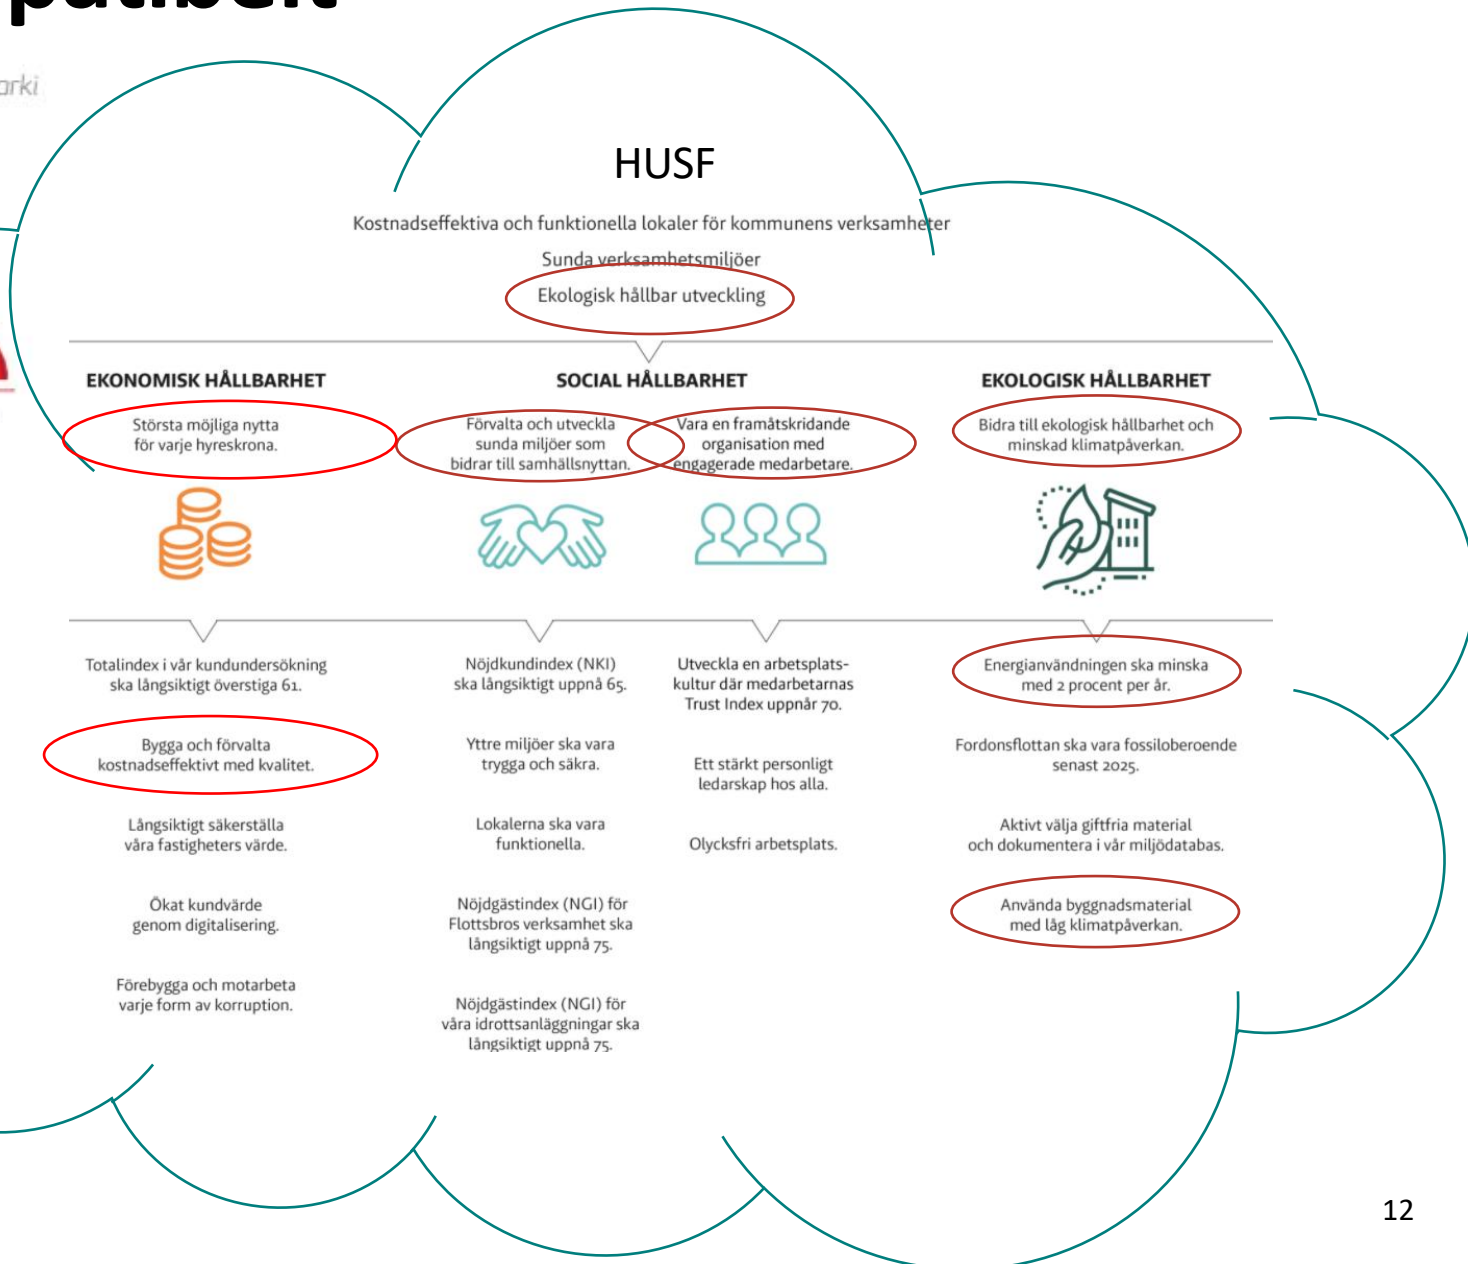 patibelt
arki
HUSF
Kostnadseffektiva och funktionella lokaler för kommunens verksamheter
Sunda verksamhetsmiljöer
Ekologisk hållbar utveckling
EKONOMISK HÅLLBARHET
Största möjliga nytta
för varje hyreskrona.
Totalindex i vår kundundersökning
ska långsiktigt överstiga 61.
Bygga och förvalta
kostnadseffektivt med kvalitet.
Långsiktigt säkerställa
våra fastigheters värde.
Ökat kundvärde
genom digitalisering.
Förebygga och motarbeta
varje form av korruption.
SOCIAL HÅLLBARHET
Förvalta och utveckla
sunda miljöer som
bidrar till samhällsnyttan.
Nöjdkundindex (NKI)
ska långsiktigt uppnå 65.
Yttre miljöer ska vara
trygga och säkra.
Lokalerna ska vara
funktionella.
Nöjdgästindex (NGI) för
Flottsbros verksamhet ska
långsiktigt uppnå 75.
Nöjdgästindex (NGI) för
våra idrottsanläggningar ska
långsiktigt uppnå 75.
Vara en framåtskridande
organisation med
engagerade medarbetare.
Utveckla en arbetsplats-
kultur där medarbetarnas
Trust Index uppnår 70.
Ett stärkt personligt
ledarskap hos alla.
Olycksfri arbetsplats.
EKOLOGISK HÅLLBARHET
Bidra till ekologisk hållbarhet och
minskad klimatpåverkan.
Energianvändningen ska minska
med 2 procent per år.
Fordonsflottan ska vara fossiloberoende
senast 2025.
Aktivt välja giftfria material
och dokumentera i vår miljödatabas.
Använda byggnadsmaterial
med låg klimatpåverkan.
12